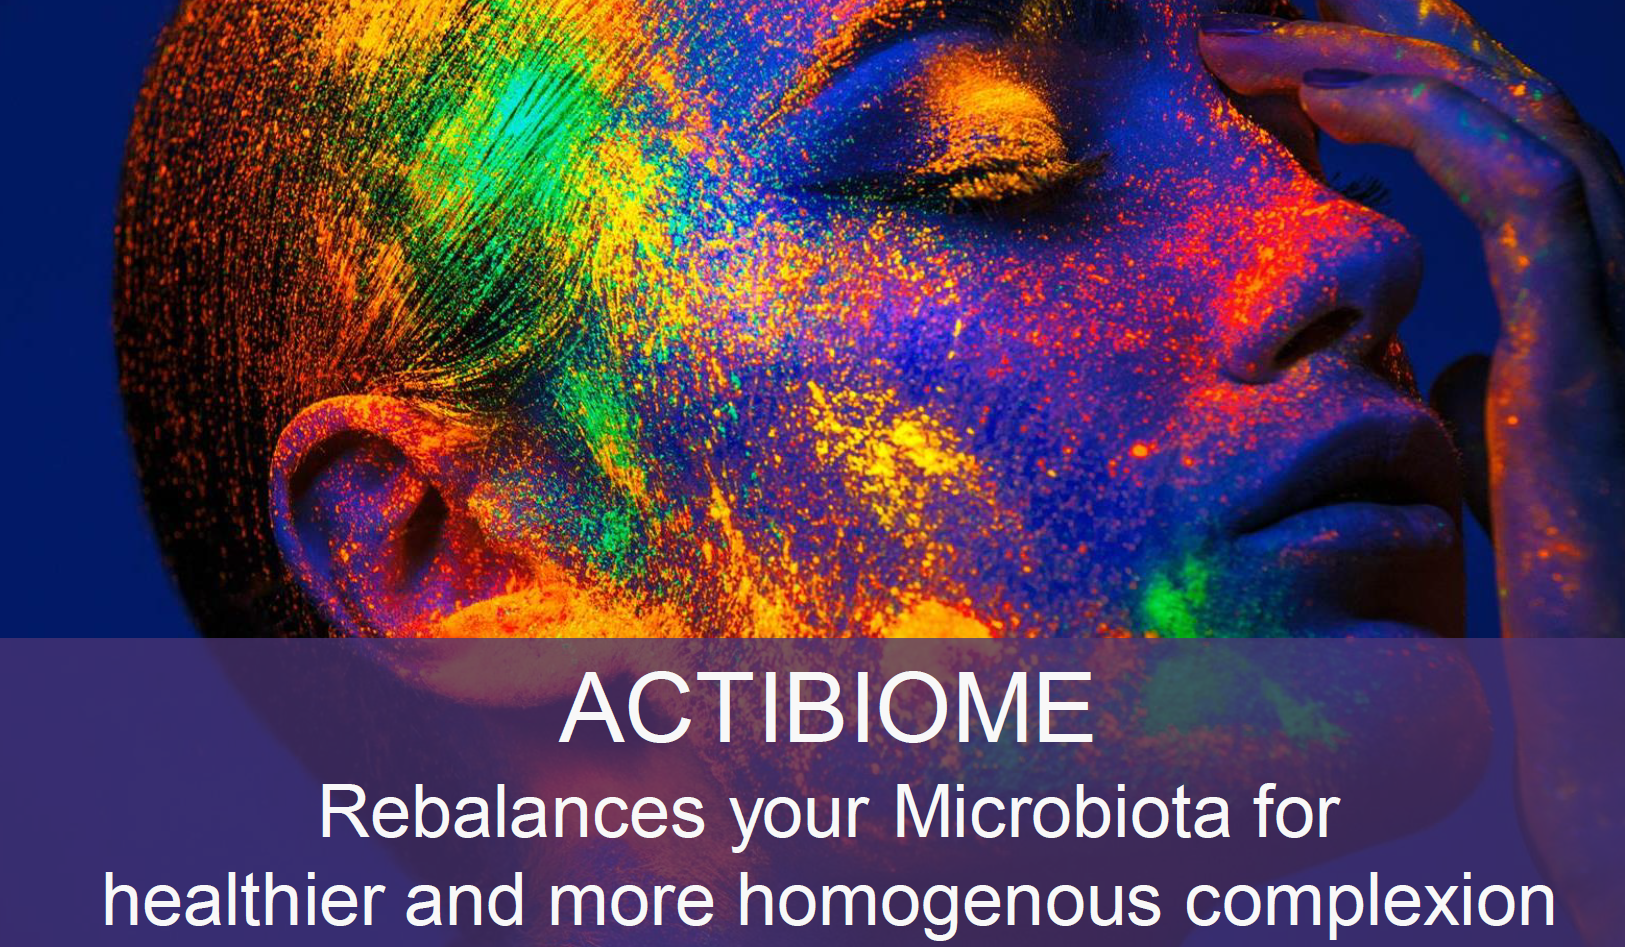 ACTIBIOME
Rebalances your Microbiota for
healthier and more homogenous complexion